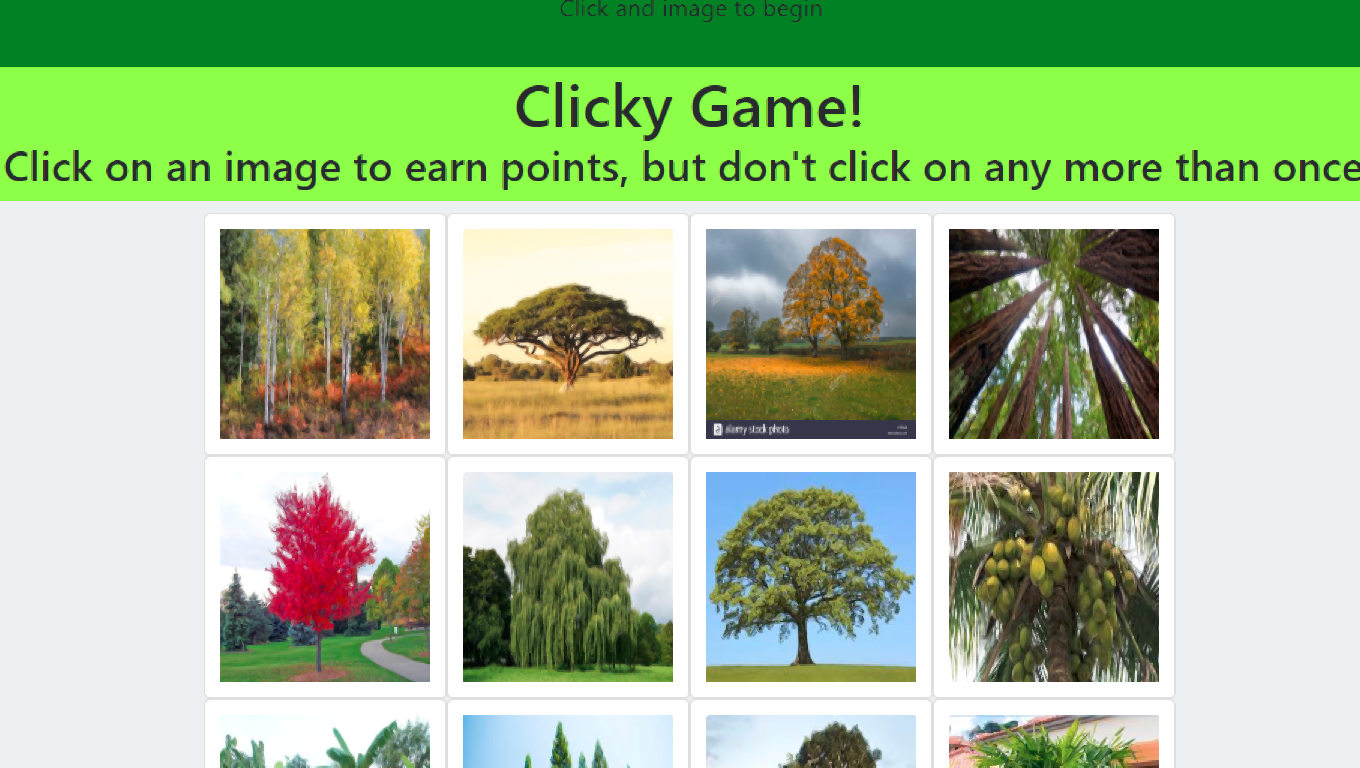 Click and image to begin
Clicky Game!
Click on an image to earn points, but don't click on any more than once
alamy stock photo